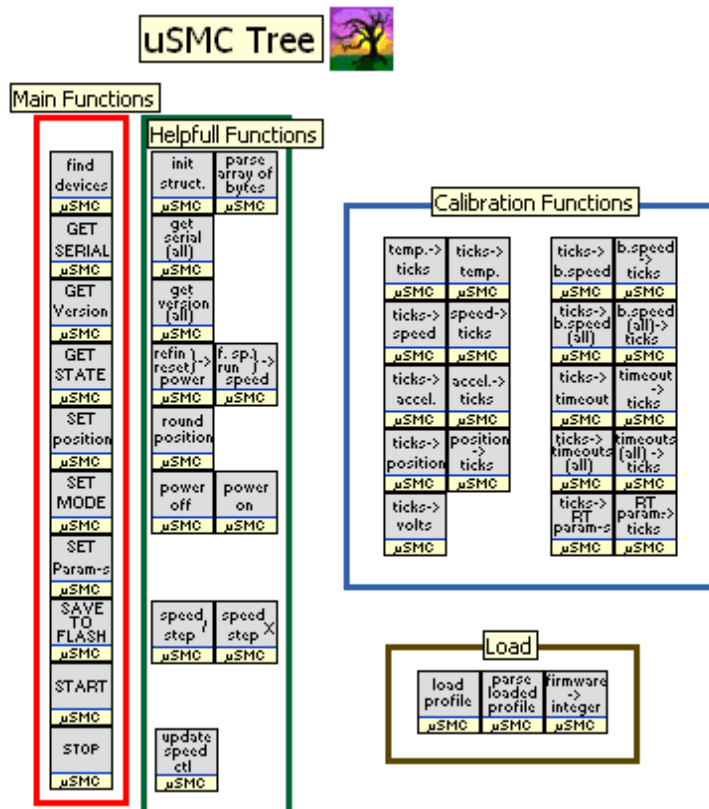 uSMC Tree
Main Functions
find
devices
µSMC
GET
SERIAL
µSMC
GET
Version
µSMC
GET
STATE
µSMC
SET
position
µSMC
SET
MODE
µSMC
SET
Param-s
µSMC
SAVE
TO
FLASH
µSMC
START
µSMC
STOP
µSMC
Helpfull Functions
init
struct.
µSMC
parse
array of
bytes
µSMC
get
serial
(all)
µSMC
get
version
(all)
µSMC
refin )
reset)->
power
µSMC
f. sp.)
run )->
speed
µSMC
round
position
µSMC
power
off
µSMC
power
on
µSMC
speed /
step
µSMC
speed
step X
µSMC
update
speed
ctl
µSMC
Calibration Functions
temp.->
ticks
µSMC
ticks->
temp.
µSMC
ticks->
speed
µSMC
speed->
ticks
µSMC
ticks->
accel.
µSMC
accel.->
ticks
µSMC
ticks->
position
µSMC
position
->
ticks
µSMC
ticks->
volts
µSMC
ticks->
b.speed
µSMC
b.speed
->
ticks
µSMC
ticks->
b.speed
(all)
µSMC
b.speed
(all)->
ticks
µSMC
ticks->
timeout
µSMC
timeout
->
ticks
µSMC
ticks->
timeouts
(all)
µSMC
timeouts
(all) ->
ticks
µSMC
ticks->
RT
param-s
µSMC
RT
param->
ticks
µSMC
Load
load
profile
µSMC
parse
loaded
profile
µSMC
firmware
->
integer
µSMC